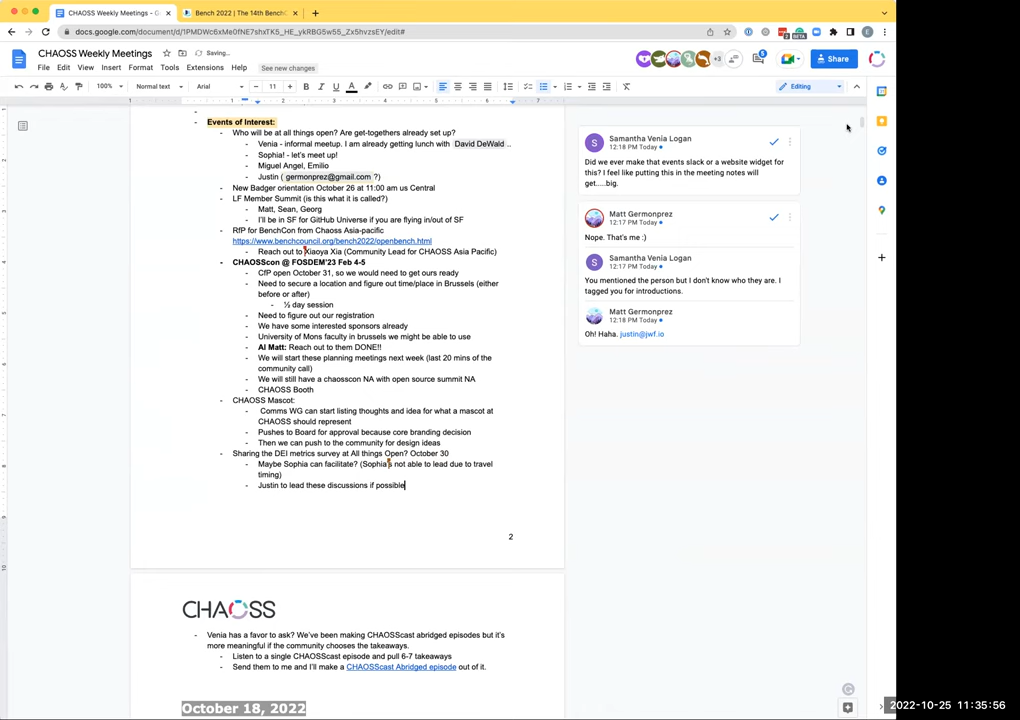 CHAOSS Weekly Meetings - G
Bench 2022 | The 14th BenchC
docs.google.com/document/d/1PMDWc6xMe0fNE7shxTK5_HE_ykRBG5w55_Zx5hvzsEY/edit#
CHAOSS Weekly Meetings
Saving...
File Edit View Insert Format Tools Extensions Help See new changes
+3
Share
100% Normal text Arial 11 Editing
Events of Interest:
- Who will be at all things open? Are get-togethers already set up?
- Venia - informal meetup. I am already getting lunch with David DeWald ..
- Sophia! - let's meet up!
- Miguel Angel, Emilio
- Justin ( germonprez@gmail.com ?)
- New Badger orientation October 26 at 11:00 am us Central
- LF Member Summit (is this what it is called?)
- Matt, Sean, Georg
- I'll be in SF for GitHub Universe if you are flying in/out of SF
- RfP for BenchCon from Chaoss Asia-pacific
https://www.benchcouncil.org/bench2022/openbench.html
- Reach out to Xiaoya Xia (Community Lead for CHAOSS Asia Pacific)
- CHAOSScon @ FOSDEM'23 Feb 4-5
- CfP open October 31, so we would need to get ours ready
- Need to secure a location and figure out time/place in Brussels (either
before or after)
- ½ day session
- Need to figure out our registration
- We have some interested sponsors already
- University of Mons faculty in brussels we might be able to use
- AI Matt: Reach out to them DONE!!
- We will start these planning meetings next week (last 20 mins of the
community call)
- We will still have a chaosscon NA with open source summit NA
- CHAOSS Booth
- CHAOSS Mascot:
- Comms WG can start listing thoughts and idea for what a mascot at
CHAOSS should represent
- Pushes to Board for approval because core branding decision
- Then we can push to the community for design ideas
- Sharing the DEI metrics survey at All things Open? October 30
- Maybe Sophia can facilitate? (Sophia's not able to lead due to travel
timing)
- Justin to lead these discussions if possible
2
CHAOSS
- Venia has a favor to ask? We've been making CHAOSScast abridged episodes but it's
more meaningful if the community chooses the takeaways.
- Listen to a single CHAOSScast episode and pull 6-7 takeaways
- Send them to me and I'll make a CHAOSScast Abridged episode out of it.
October 18, 2022
Samantha Venia Logan
12:18 PM Today
Did we ever make that events slack or a website widget for
this? I feel like putting this in the meeting notes will
get.....big.
Matt Germonprez
12:17 PM Today
Nope. That's me :)
Samantha Venia Logan
12:17 PM Today
You mentioned the person but I don't know who they are. I
tagged you for introductions.
Matt Germonprez
12:18 PM Today
Oh! Haha. justin@jwf.io
2022-10-25 11:35:56